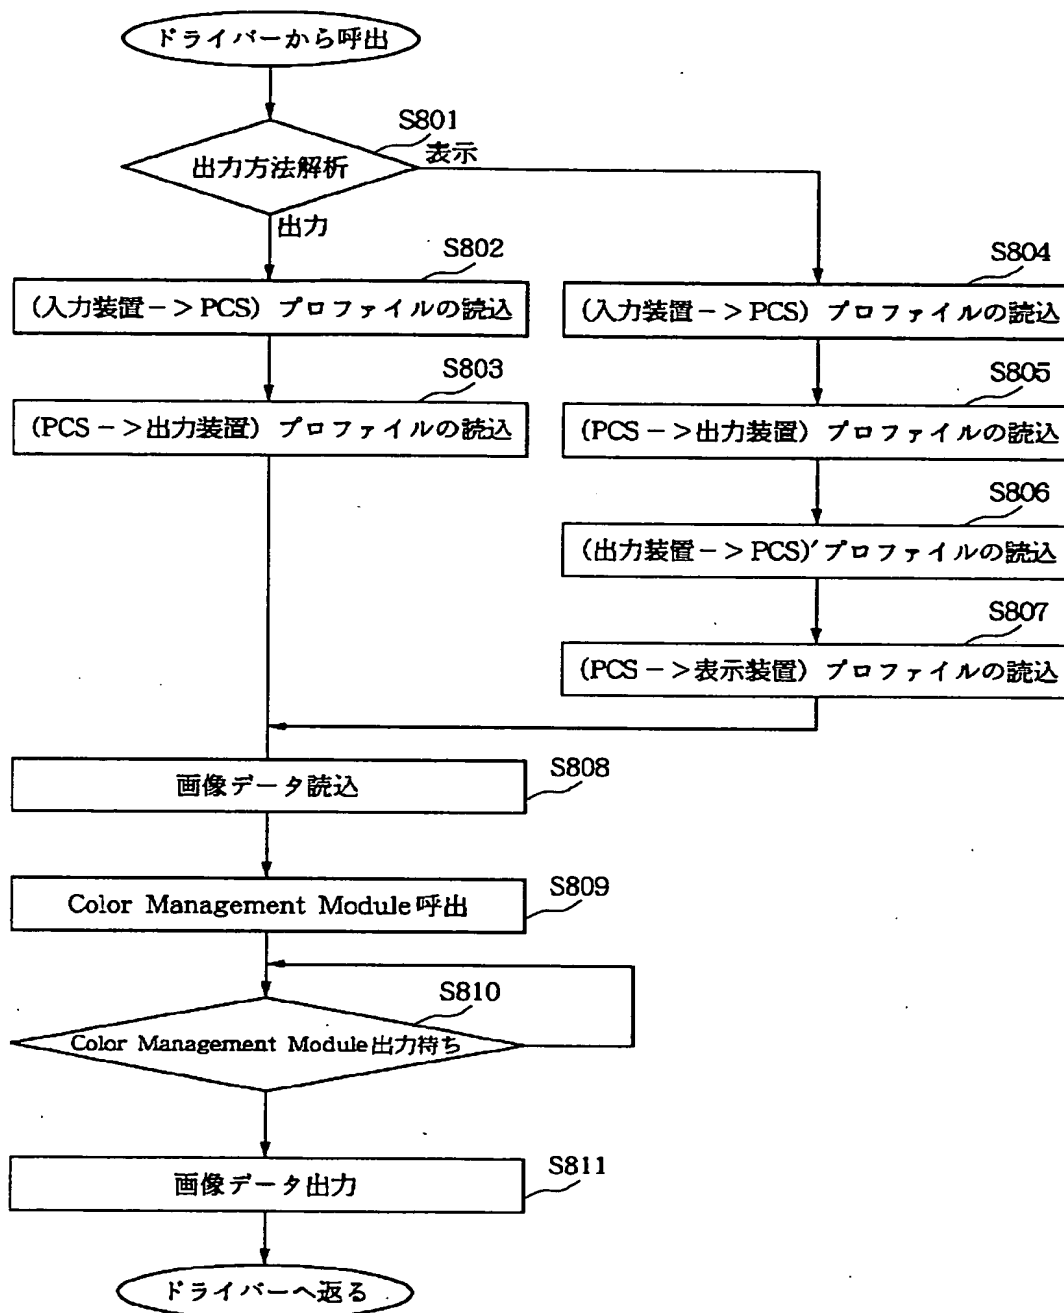 ドライバーから呼出
S801
出力方法解析
表示
出力
S802
(入力装置－＞PCS) プロファイルの読込
S803
(PCS－＞出力装置) プロファイルの読込
S804
(入力装置－＞PCS) プロファイルの読込
S805
(PCS－＞出力装置) プロファイルの読込
S806
(出力装置－＞PCS)′プロファイルの読込
S807
(PCS－＞表示装置) プロファイルの読込
S808
画像データ読込
S809
Color Management Module呼出
S810
Color Management Module出力待ち
S811
画像データ出力
ドライバーへ返る